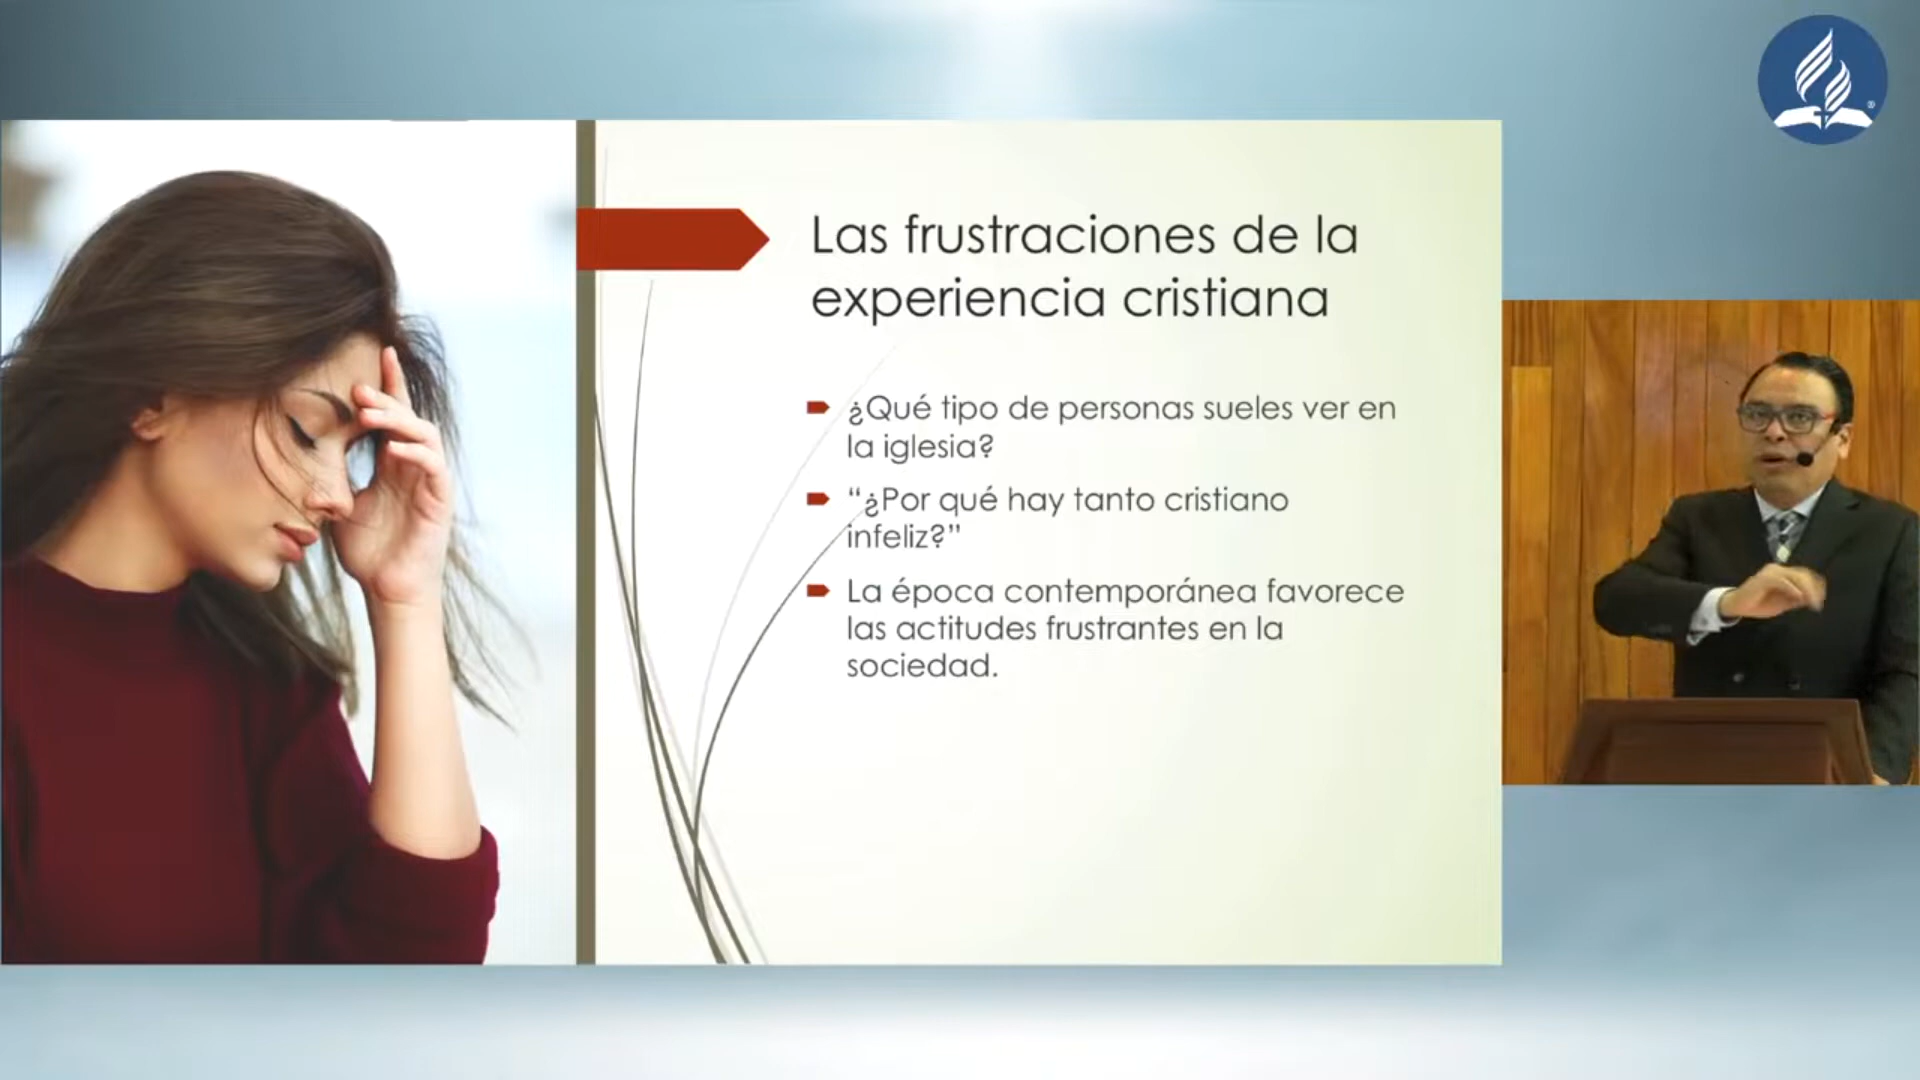 Las frustraciones de la
experiencia cristiana
¿Qué tipo de personas sueles ver en
la iglesia?
“¿Por qué hay tanto cristiano
infeliz?”
La época contemporánea favorece
las actitudes frustrantes en la
sociedad.